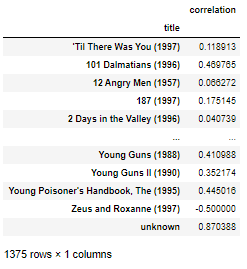 correlation
title
'Til There Was You (1997) 0.118913
101 Dalmatians (1996) 0.469765
12 Angry Men (1957) 0.066272
187 (1997) 0.175145
2 Days in the Valley (1996) 0.040739
... ...
Young Guns (1988) 0.410988
Young Guns II (1990) 0.352174
Young Poisoner's Handbook, The (1995) 0.445016
Zeus and Roxanne (1997) -0.500000
unknown 0.870388
1375 rows × 1 columns